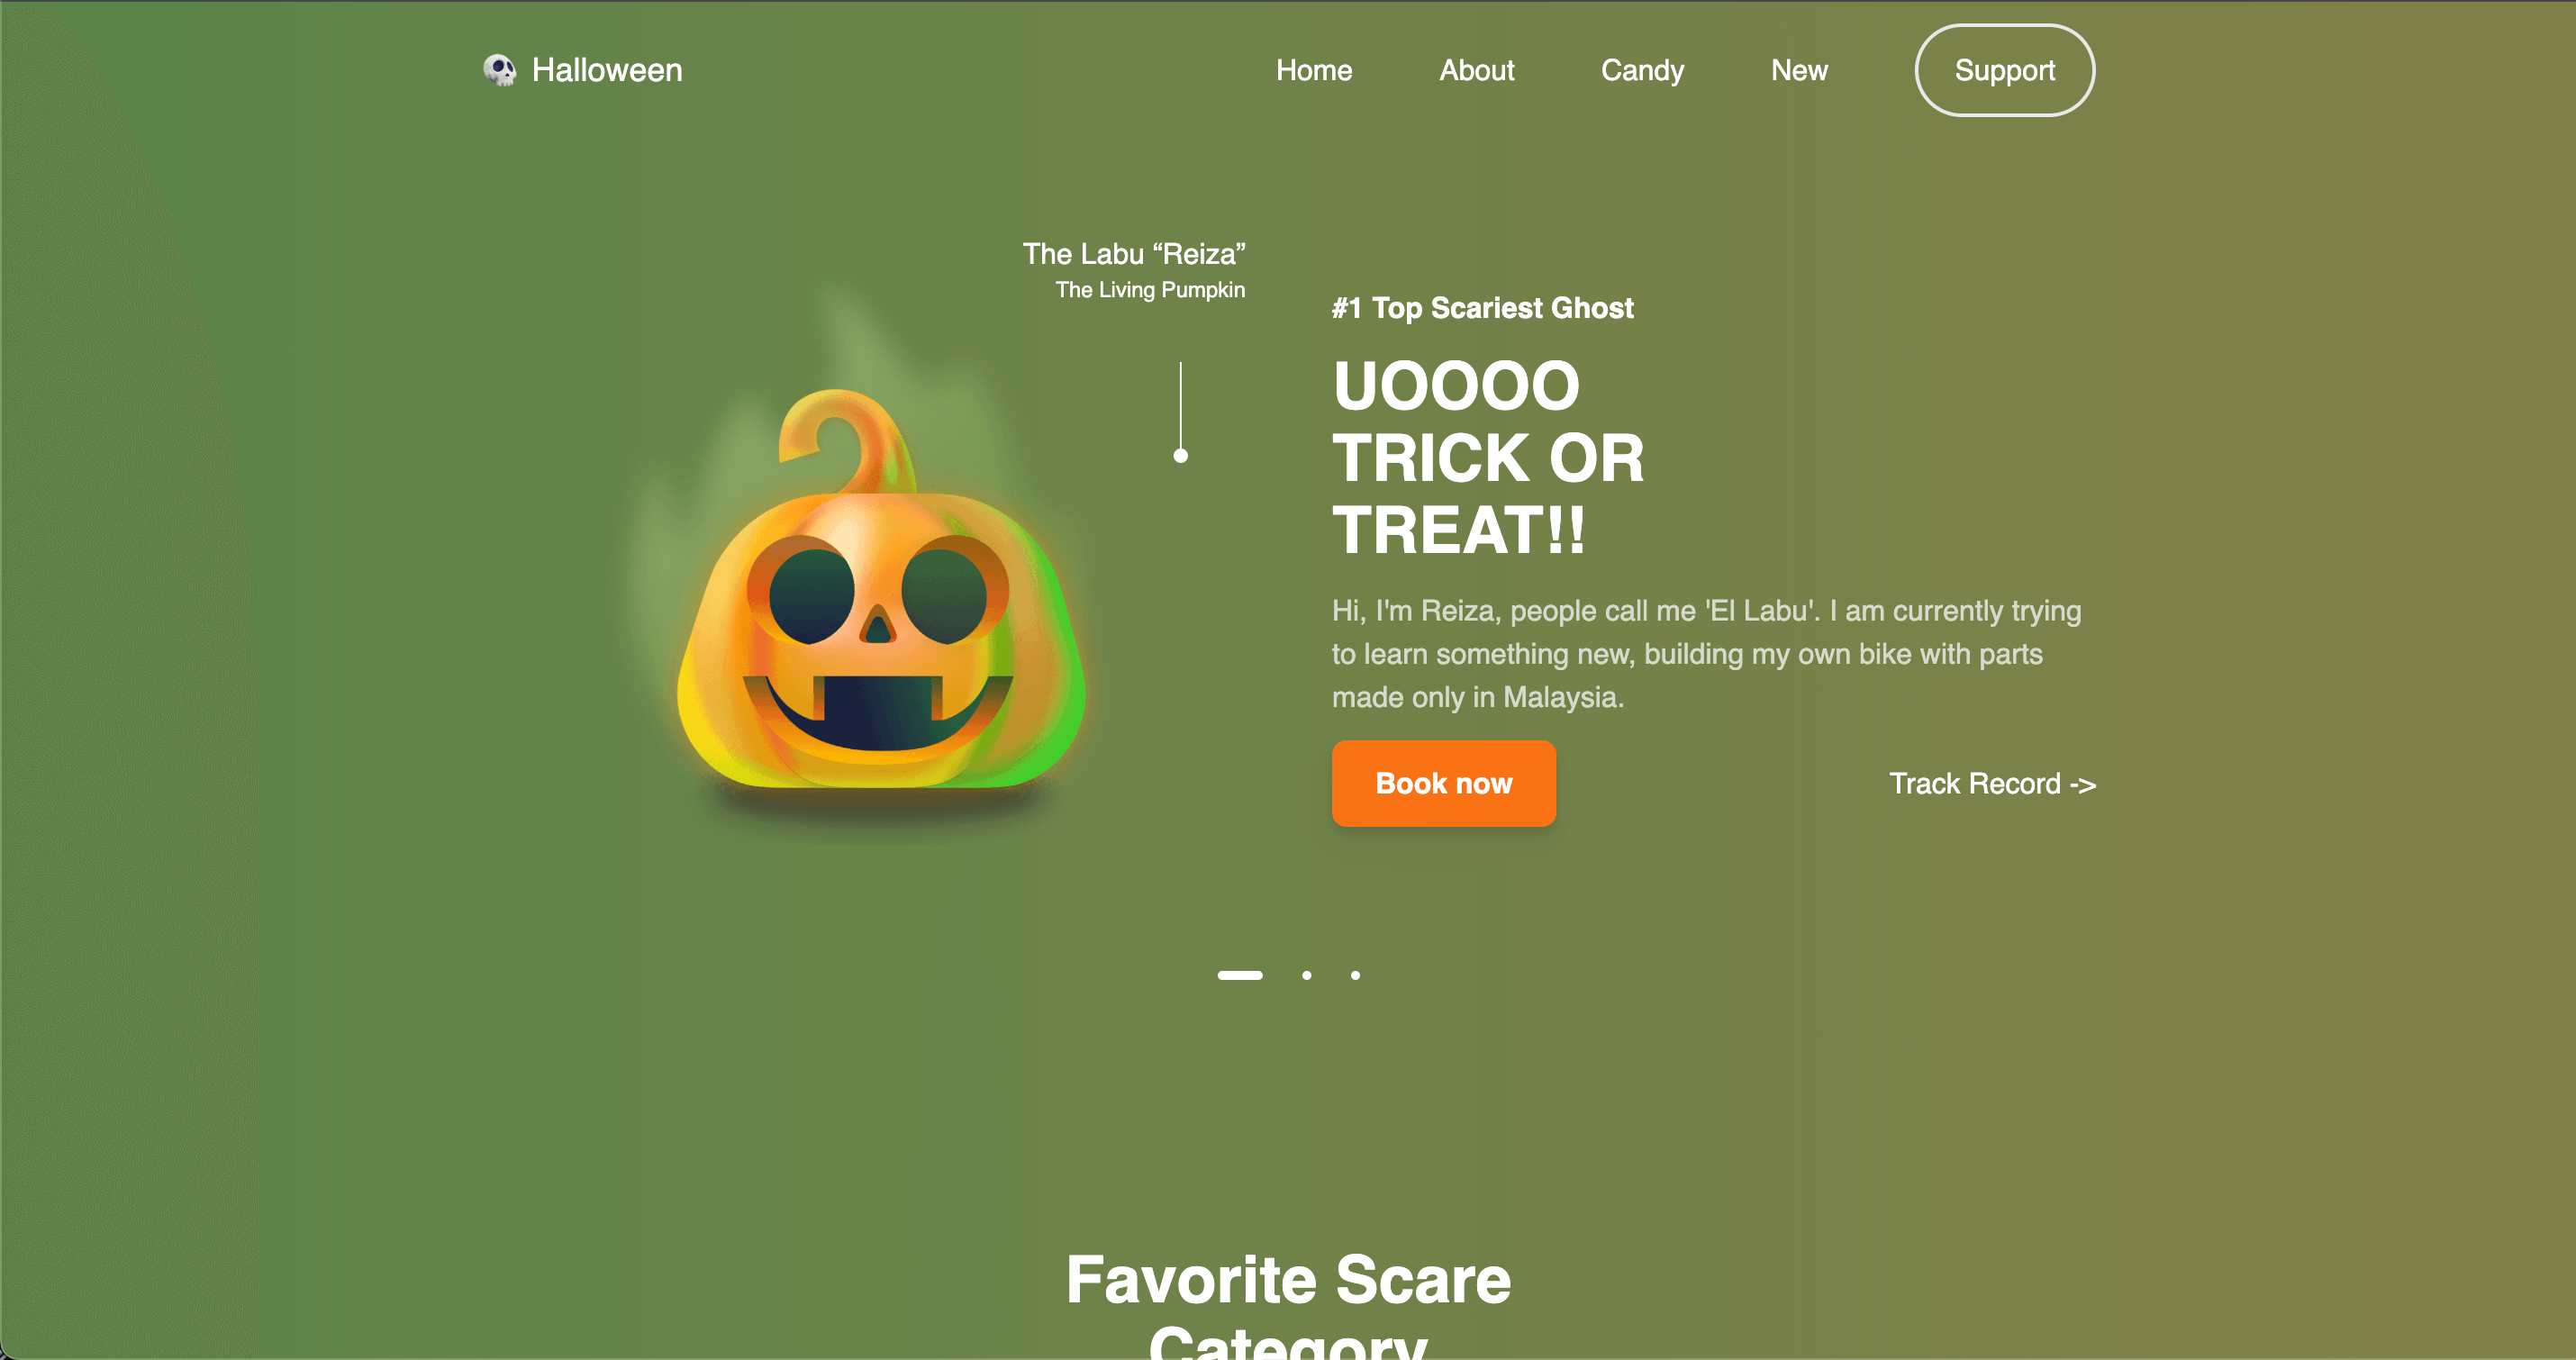 Halloween
Home About Candy New Support
The Labu “Reiza”
The Living Pumpkin
#1 Top Scariest Ghost
UOOOO
TRICK OR
TREAT!!
Hi, I'm Reiza, people call me 'El Labu'. I am currently trying
to learn something new, building my own bike with parts
made only in Malaysia.
Book now
Track Record ->
Favorite Scare
Category